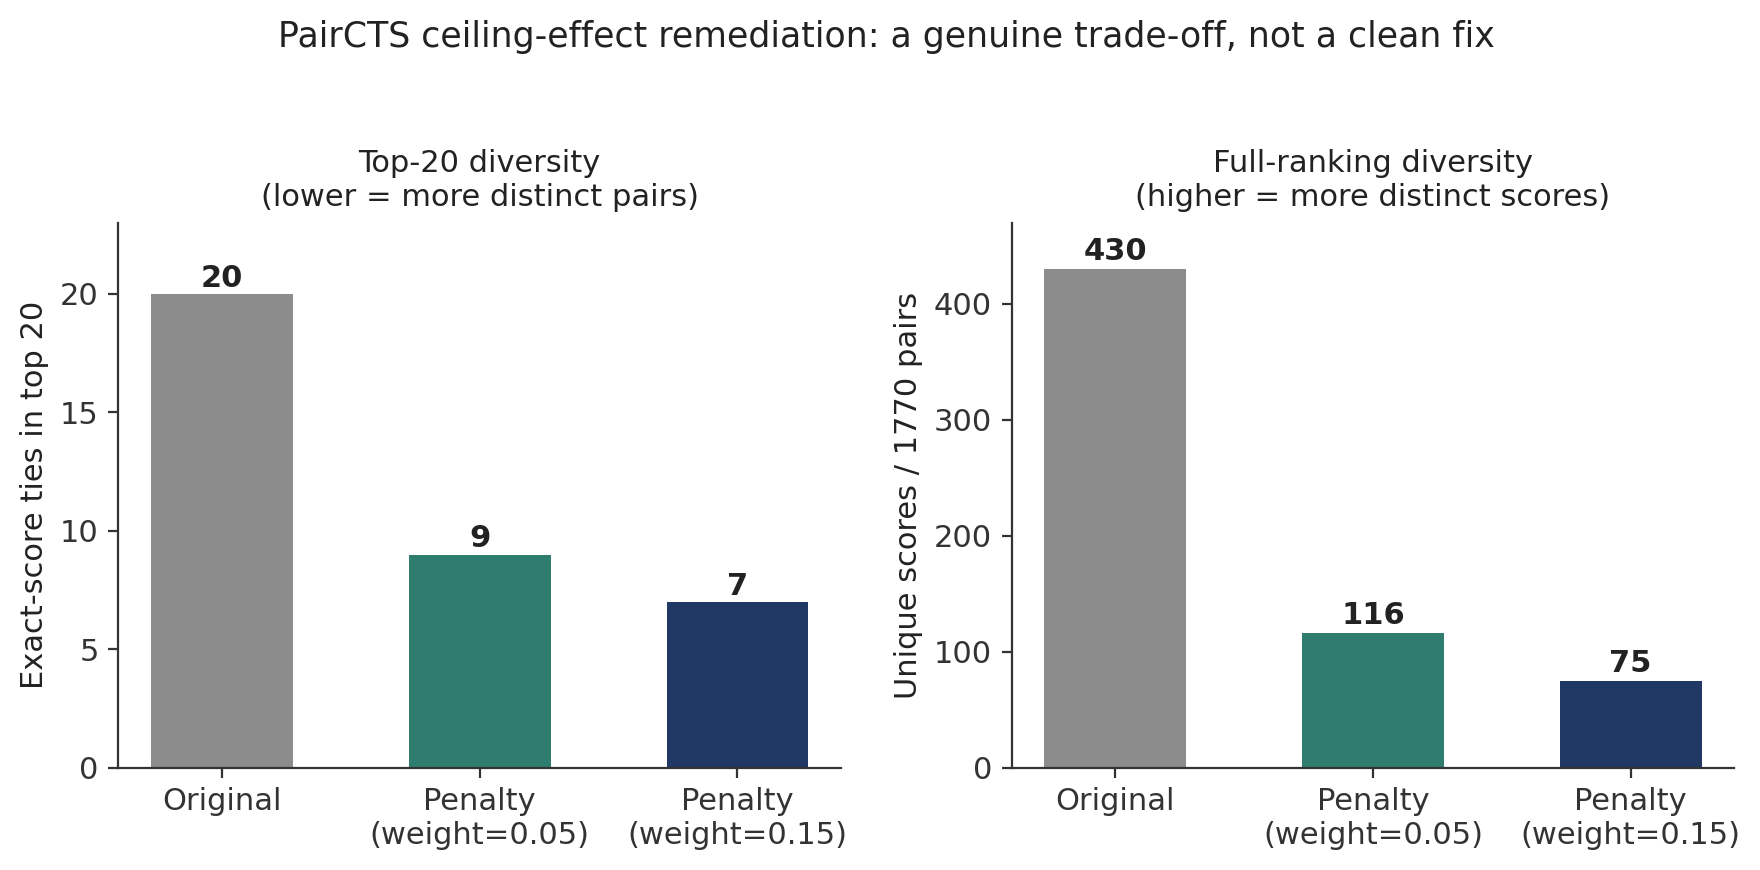 PairCTS ceiling-effect remediation: a genuine trade-off, not a clean fix
Top-20 diversity
(lower = more distinct pairs)
Exact-score ties in top 20
20
15
10
5
0
20
9
7
Original
Penalty
(weight=0.05)
Penalty
(weight=0.15)
Full-ranking diversity
(higher = more distinct scores)
Unique scores / 1770 pairs
400
300
200
100
0
430
116
75
Original
Penalty
(weight=0.05)
Penalty
(weight=0.15)